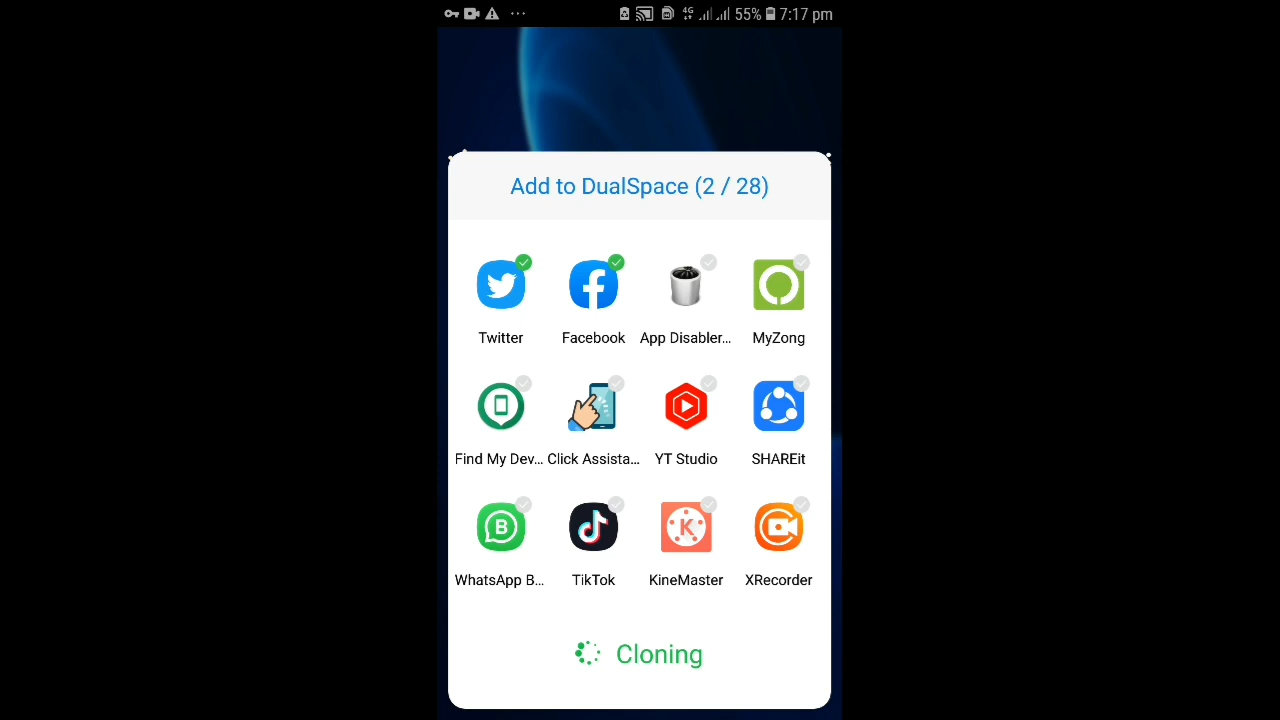 4G 55% 7:17 pm
Add to DualSpace (2 / 28)
Twitter Facebook App Disabler... MyZong
Find My Dev... Click Assista... YT Studio SHAREit
B K
WhatsApp B... TikTok KineMaster XRecorder
Cloning